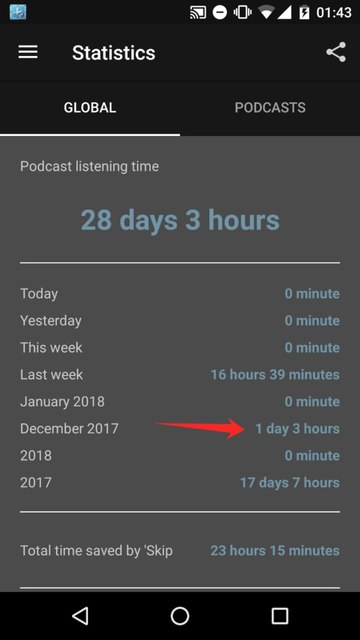 01:43
Statistics
GLOBAL PODCASTS
Podcast listening time
28 days 3 hours
Today 0 minute
Yesterday 0 minute
This week 0 minute
Last week 16 hours 39 minutes
January 2018 0 minute
December 2017 1 day 3 hours
2018 0 minute
2017 17 days 7 hours
Total time saved by 'Skip 23 hours 15 minutes